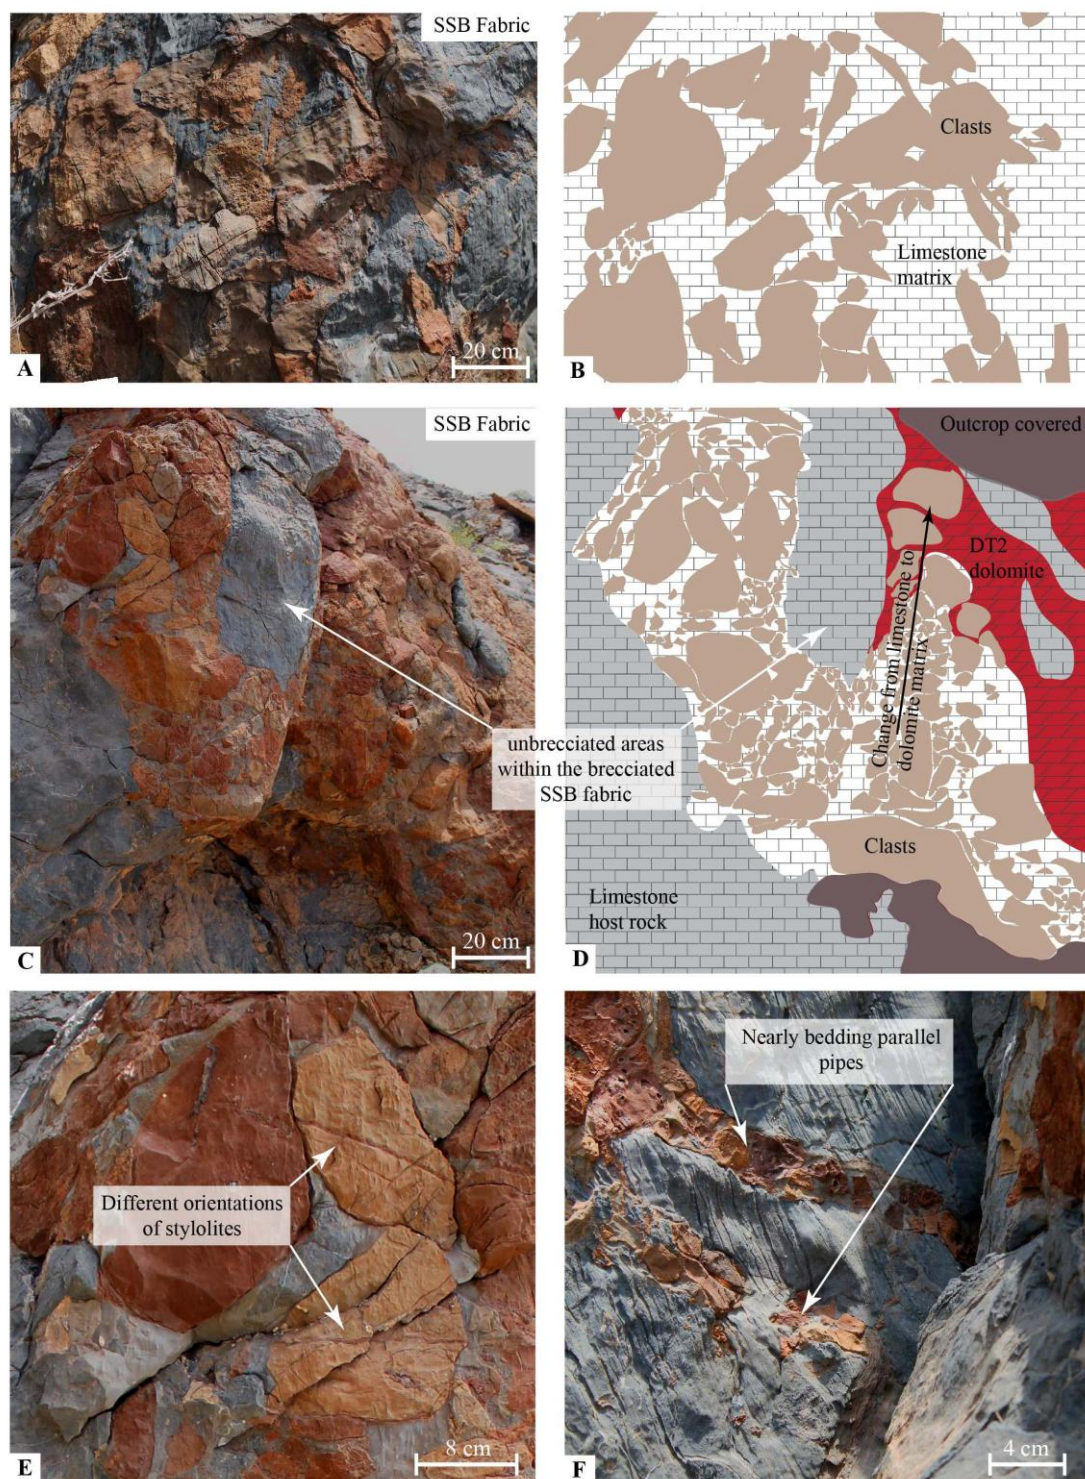 SSB Fabric
20 cm
A
Clasts
Limestone
matrix
B
SSB Fabric
unbrecciated areas
within the brecciated
SSB fabric
20 cm
C
Outcrop covered
DT2
dolomite
Change from limestone to
dolomite matrix
Clasts
Limestone
host rock
D
Different orientations
of stylolites
8 cm
E
Nearly bedding parallel
pipes
4 cm
F